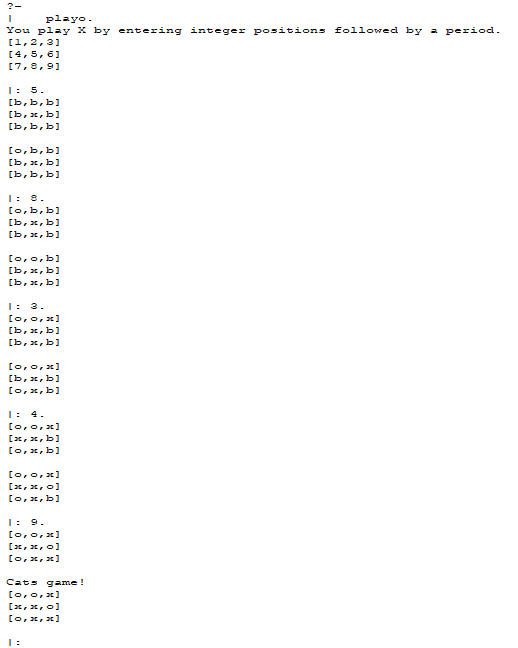 ?-
|    playo.
You play X by entering integer positions followed by a period.
[1,2,3]
[4,5,6]
[7,8,9]
|: 5.
[b,b,b]
[b,x,b]
[b,b,b]
[o,b,b]
[b,x,b]
[b,b,b]
|: 8.
[o,b,b]
[b,x,b]
[b,x,b]
[o,o,b]
[b,x,b]
[b,x,b]
|: 3.
[o,o,x]
[b,x,b]
[b,x,b]
[o,o,x]
[b,x,b]
[o,x,b]
|: 4.
[o,o,x]
[x,x,b]
[o,x,b]
[o,o,x]
[x,x,o]
[o,x,b]
|: 9.
[o,o,x]
[x,x,o]
[o,x,x]
Cats game!
[o,o,x]
[x,x,o]
[o,x,x]
|: